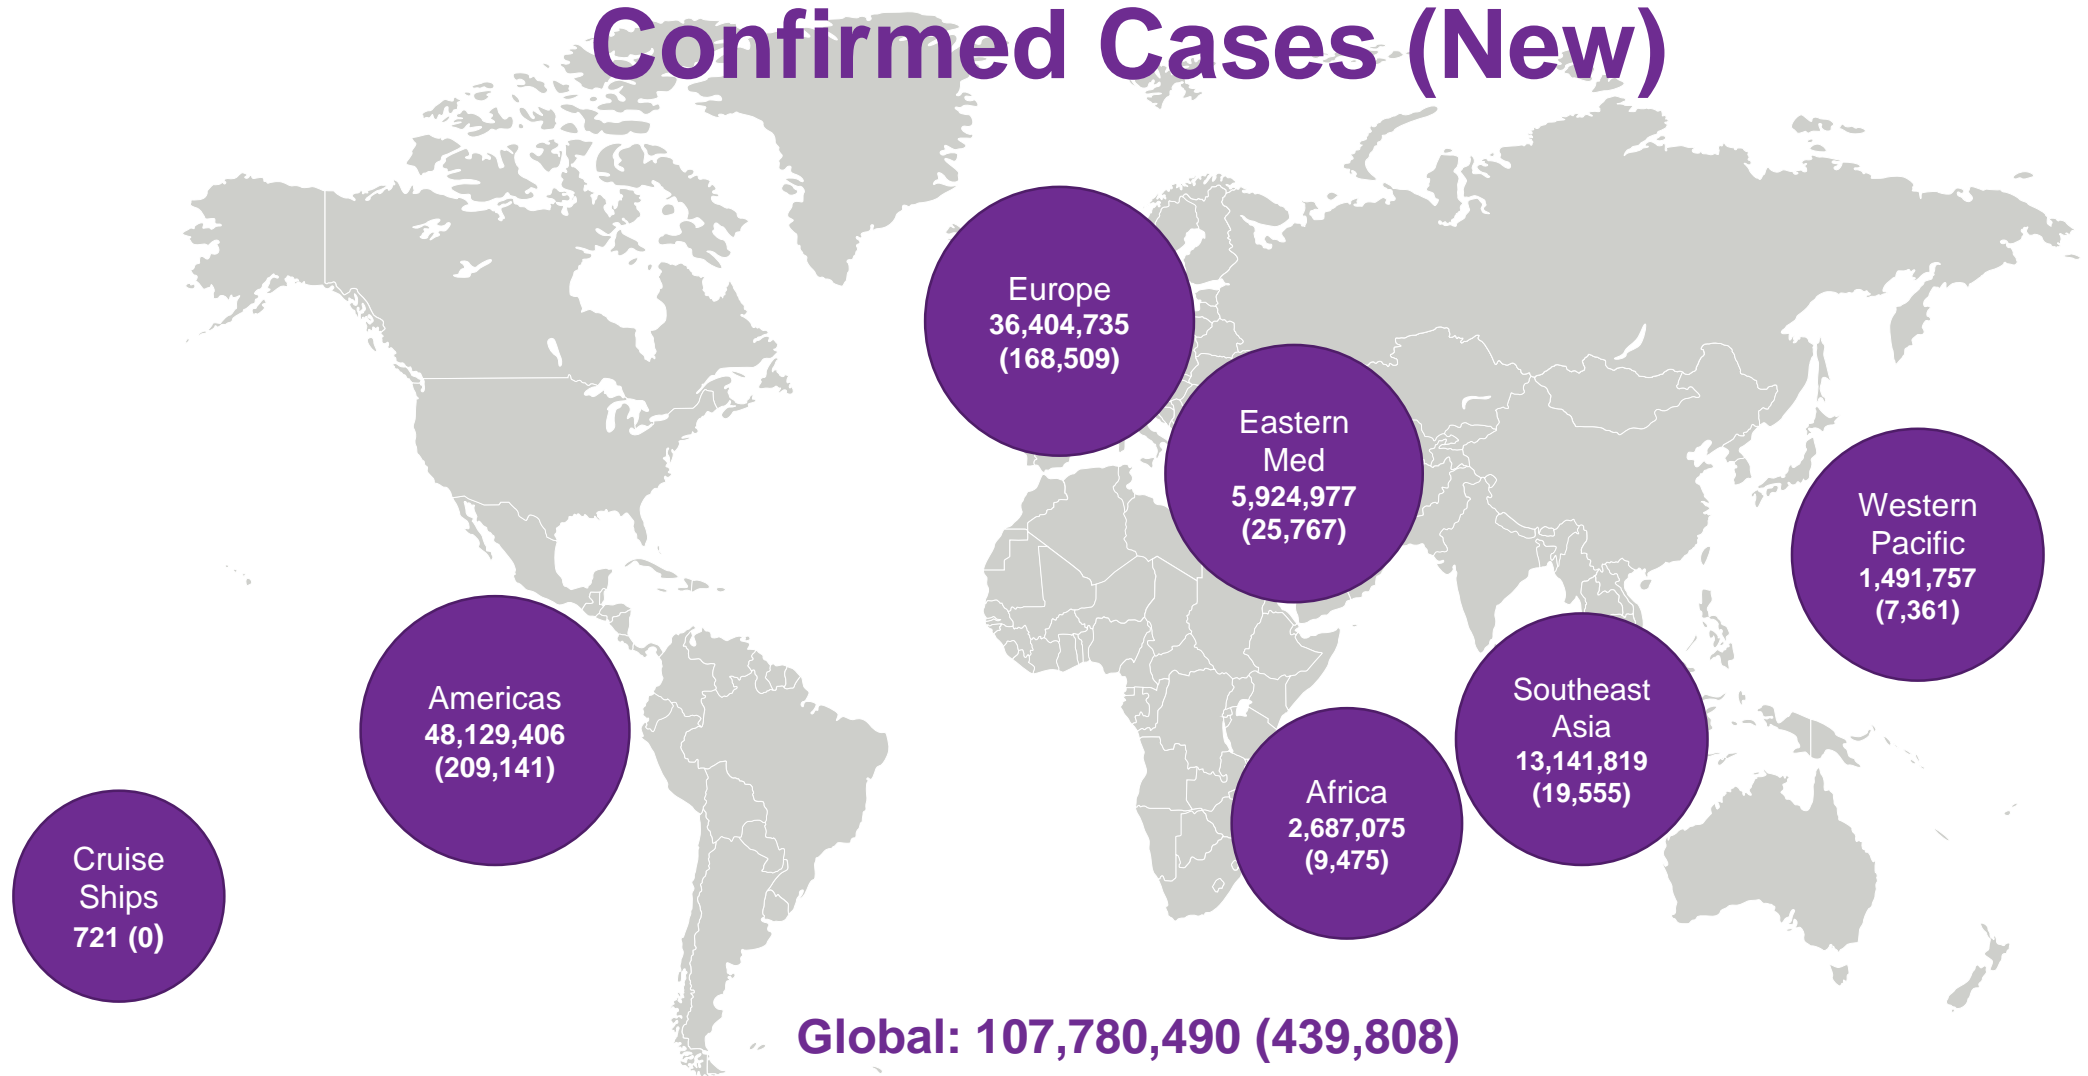 Confirmed Cases (New)
Europe
36,404,735
(168,509)
Eastern
Med
5,924,977
(25,767)
Western
Pacific
1,491,757
(7,361)
Americas
48,129,406
(209,141)
Southeast
Asia
13,141,819
(19,555)
Africa
2,687,075
(9,475)
Cruise
Ships
721 (0)
Global: 107,780,490 (439,808)